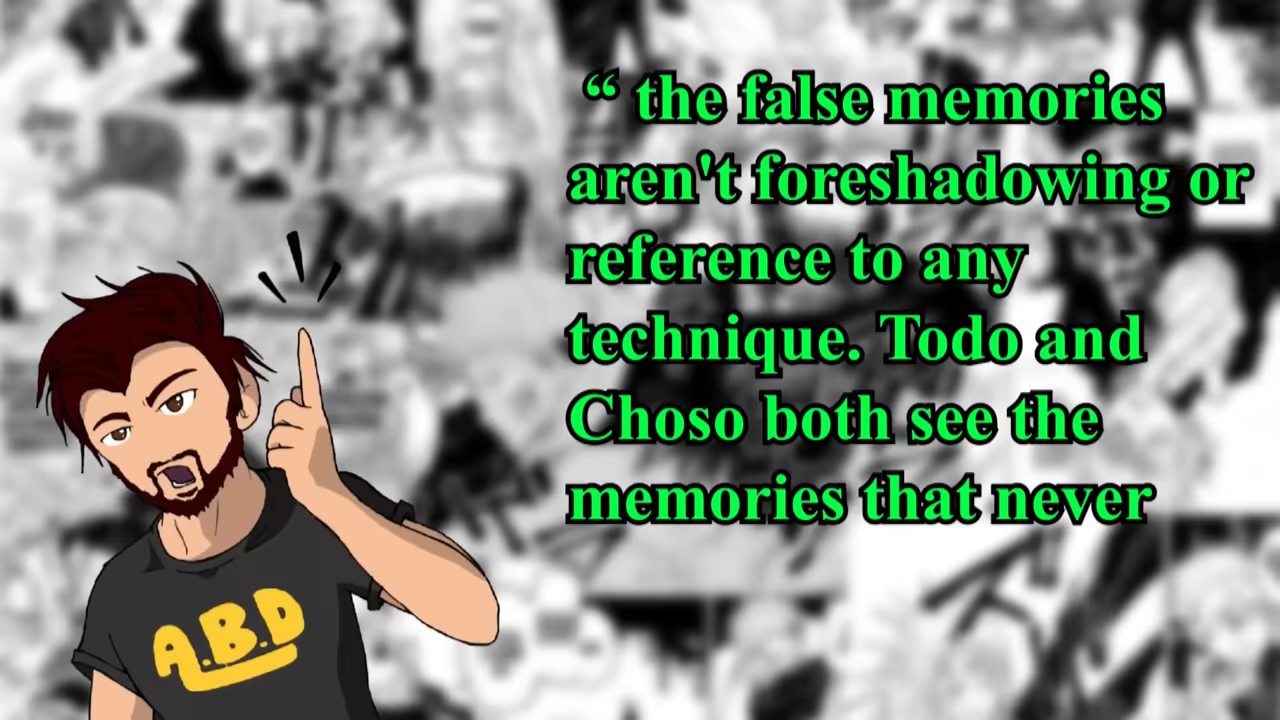 “ the false memories
aren't foreshadowing or
reference to any
technique. Todo and
Choso both see the
memories that never
A.B.D